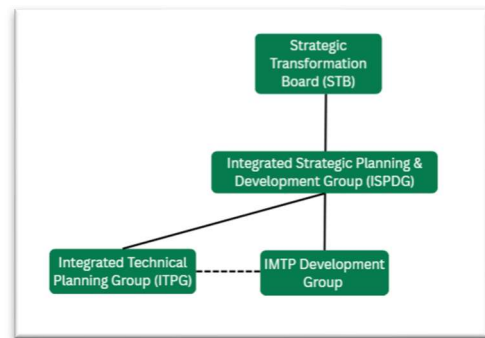 Strategic
Transformation
Board (STB)
Integrated Strategic Planning &
Development Group (ISPDG)
Integrated Technical
Planning Group (ITPG)
IMTP Development
Group